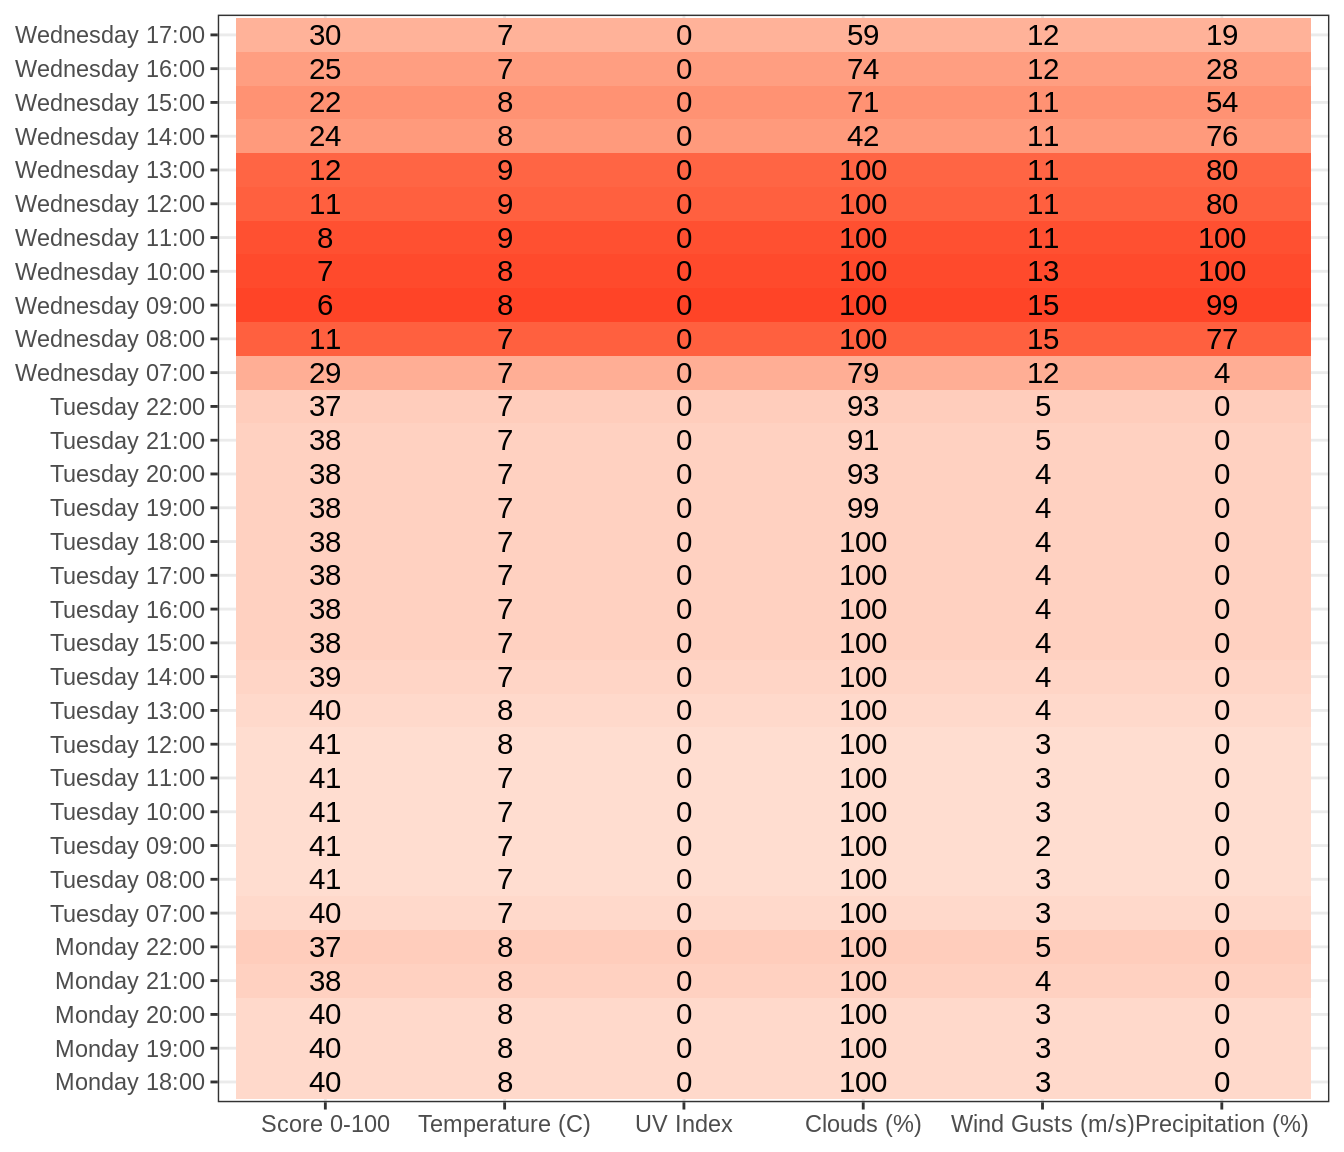 Wednesday 17:00 30 7 0 59 12 19
Wednesday 16:00 25 7 0 74 12 28
Wednesday 15:00 22 8 0 71 11 54
Wednesday 14:00 24 8 0 42 11 76
Wednesday 13:00 12 9 0 100 11 80
Wednesday 12:00 11 9 0 100 11 80
Wednesday 11:00 8 9 0 100 11 100
Wednesday 10:00 7 8 0 100 13 100
Wednesday 09:00 6 8 0 100 15 99
Wednesday 08:00 11 7 0 100 15 77
Wednesday 07:00 29 7 0 79 12 4
Tuesday 22:00 37 7 0 93 5 0
Tuesday 21:00 38 7 0 91 5 0
Tuesday 20:00 38 7 0 93 4 0
Tuesday 19:00 38 7 0 99 4 0
Tuesday 18:00 38 7 0 100 4 0
Tuesday 17:00 38 7 0 100 4 0
Tuesday 16:00 38 7 0 100 4 0
Tuesday 15:00 38 7 0 100 4 0
Tuesday 14:00 39 7 0 100 4 0
Tuesday 13:00 40 8 0 100 4 0
Tuesday 12:00 41 8 0 100 3 0
Tuesday 11:00 41 7 0 100 3 0
Tuesday 10:00 41 7 0 100 3 0
Tuesday 09:00 41 7 0 100 2 0
Tuesday 08:00 41 7 0 100 3 0
Tuesday 07:00 40 7 0 100 3 0
Monday 22:00 37 8 0 100 5 0
Monday 21:00 38 8 0 100 4 0
Monday 20:00 40 8 0 100 3 0
Monday 19:00 40 8 0 100 3 0
Monday 18:00 40 8 0 100 3 0
Score 0-100 Temperature (C) UV Index Clouds (%) Wind Gusts (m/s) Precipitation (%)